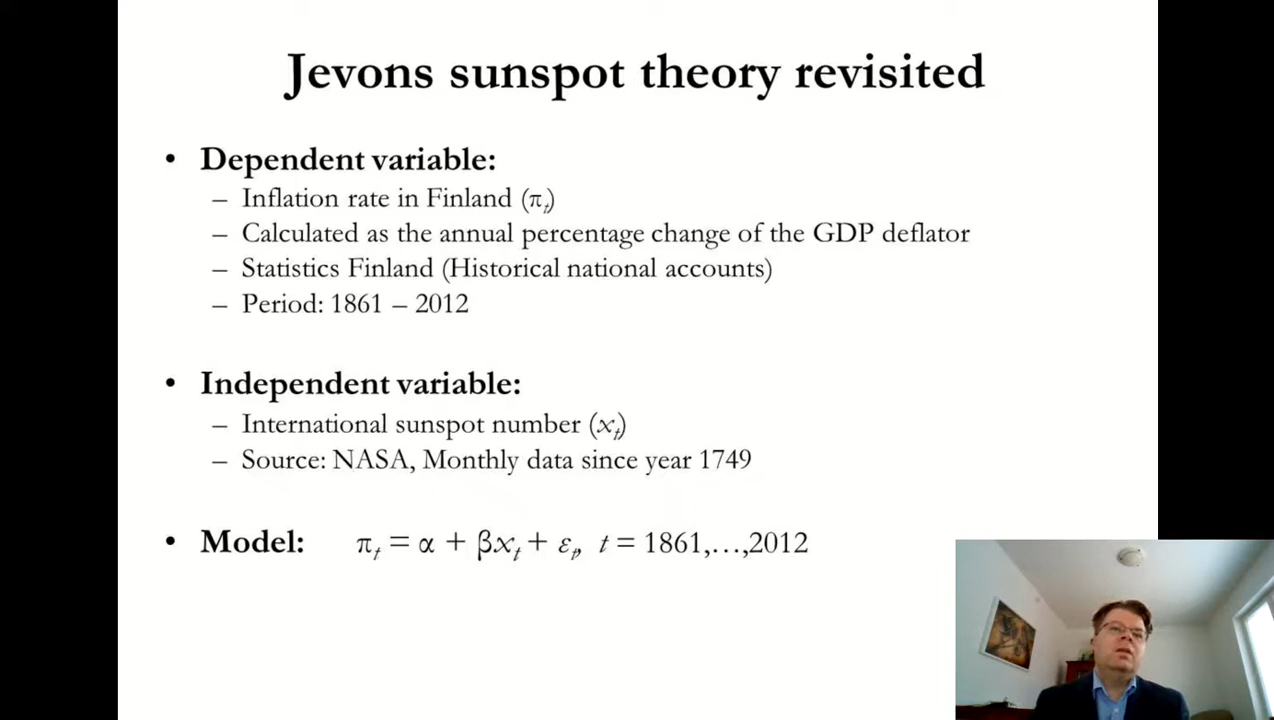 Jevons sunspot theory revisited
• Dependent variable:
– Inflation rate in Finland (πₜ)
– Calculated as the annual percentage change of the GDP deflator
– Statistics Finland (Historical national accounts)
– Period: 1861 – 2012
• Independent variable:
– International sunspot number (xₜ)
– Source: NASA, Monthly data since year 1749
• Model: πₜ = α + βxₜ + εₜ, t = 1861,…,2012